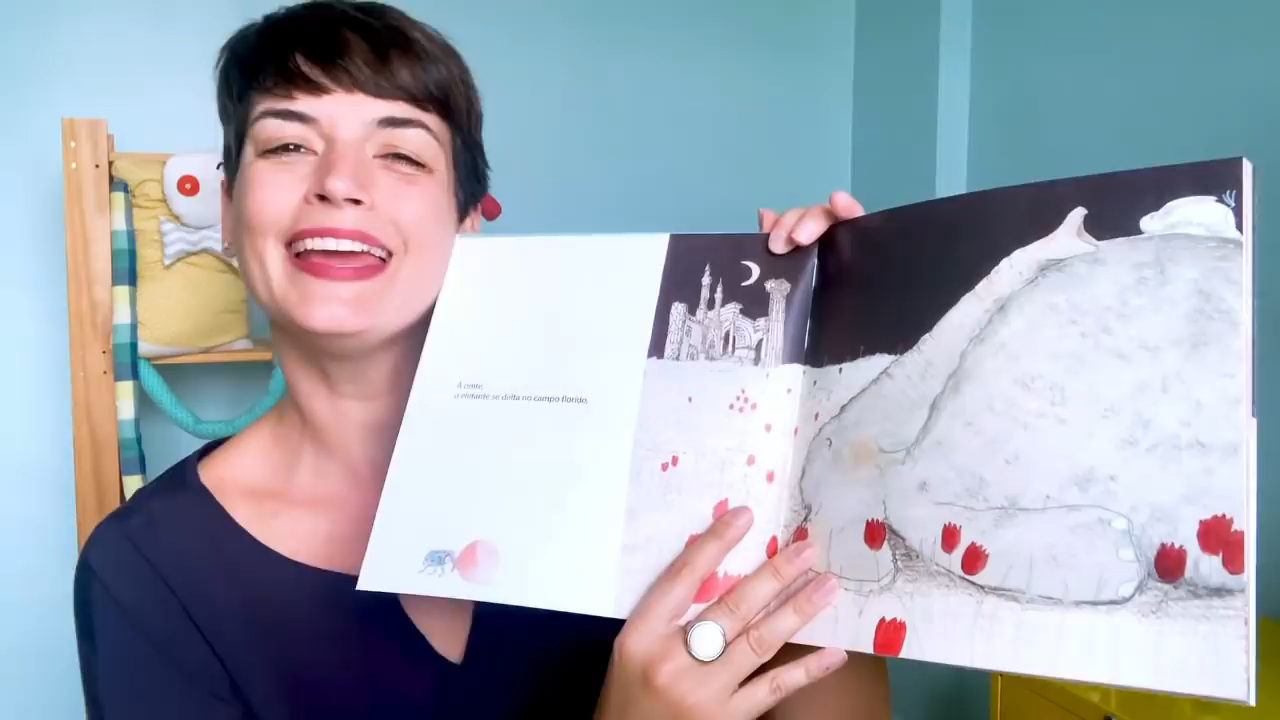 À noite,
o elefante se deita no campo florido,